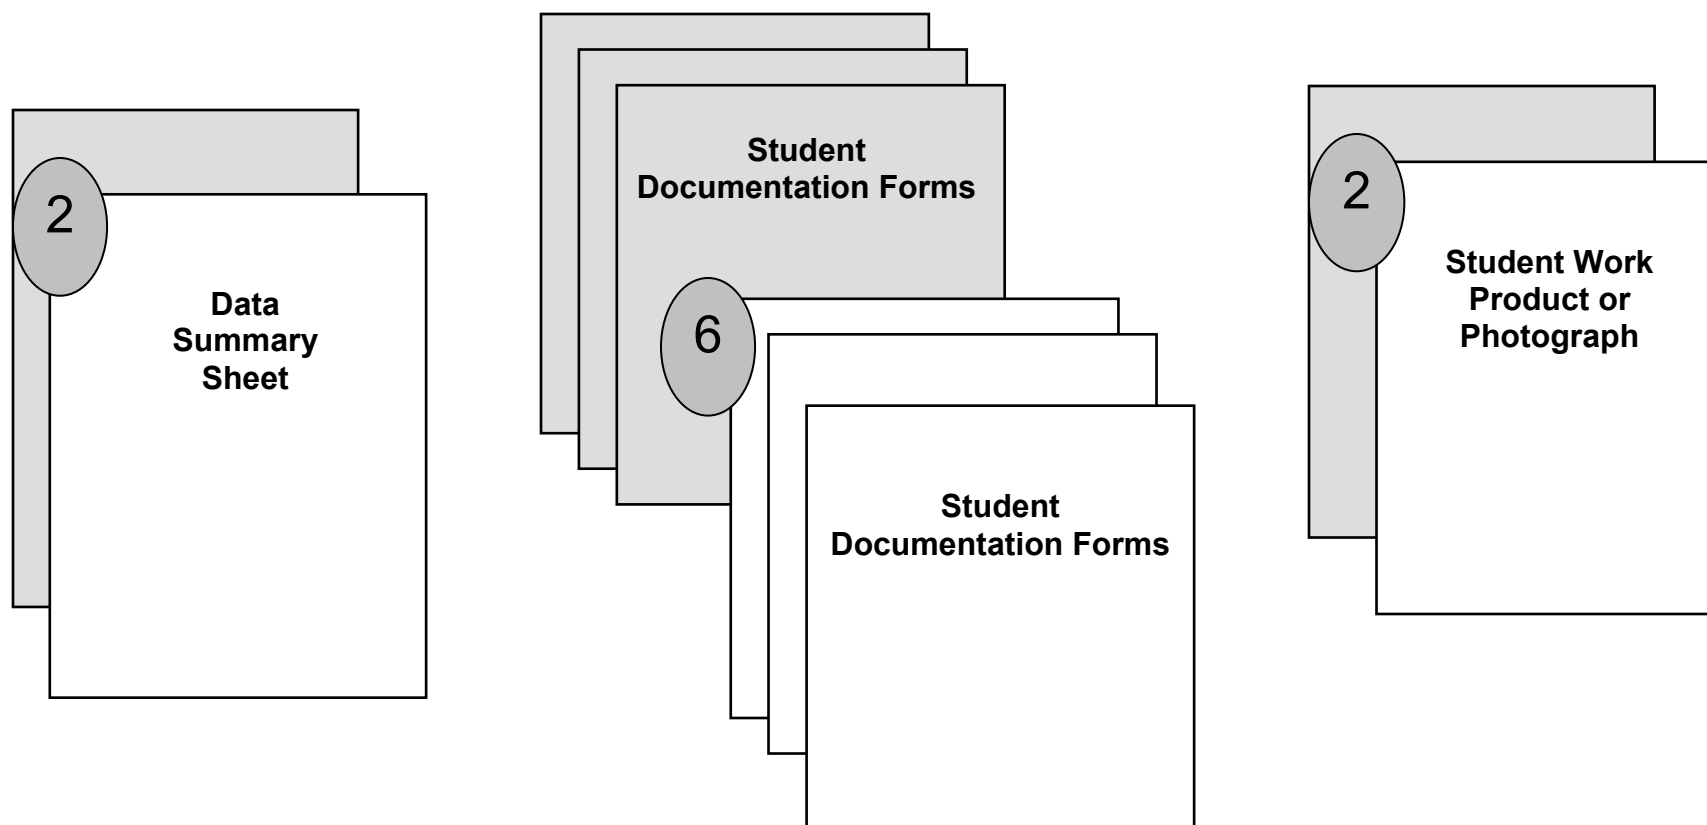 2
Data
Summary
Sheet
Student
Documentation Forms
6
Student
Documentation Forms
2
Student Work
Product or
Photograph